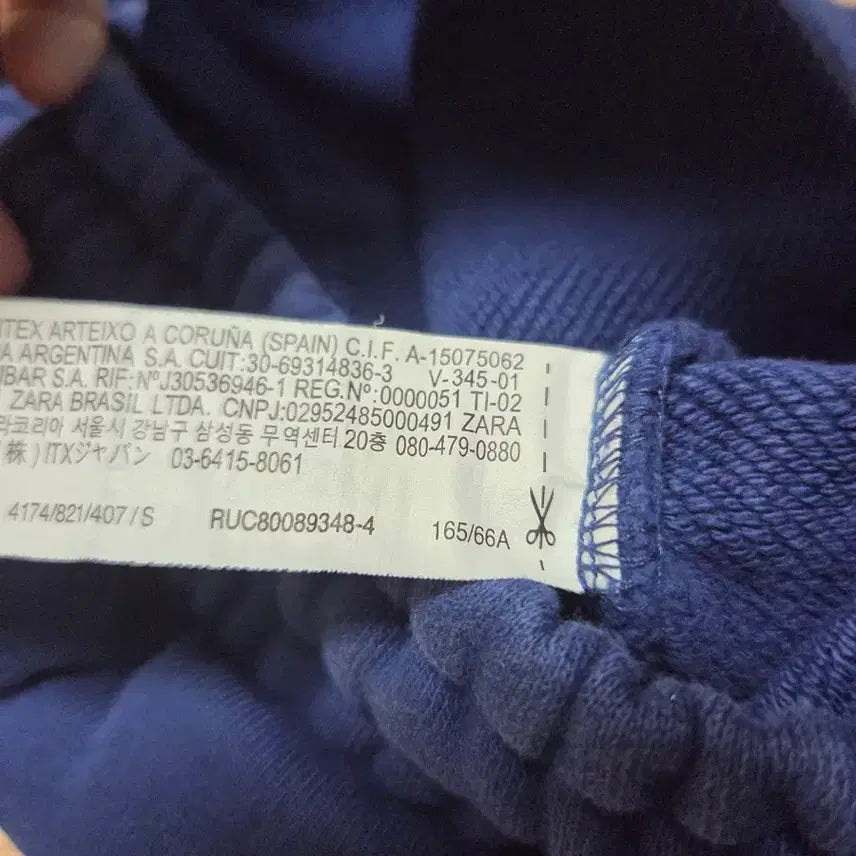 ITEX ARTEIXO A CORUÑA (SPAIN) C.I.F. A-15075062
ARGENTINA S.A. CUIT:30-69314836-3 V-345-01
S.A. RIF:NºJ30536946-1 REG.Nº:0000051 TI-02
ZARA BRASIL LTDA. CNPJ:02952485000491 ZARA
라코리아 서울시 강남구 삼성동 무역센터 20층 080-479-0880
(株)ITXジャパン 03-6415-8061
4174/821/407/S RUC80089348-4 165/66A